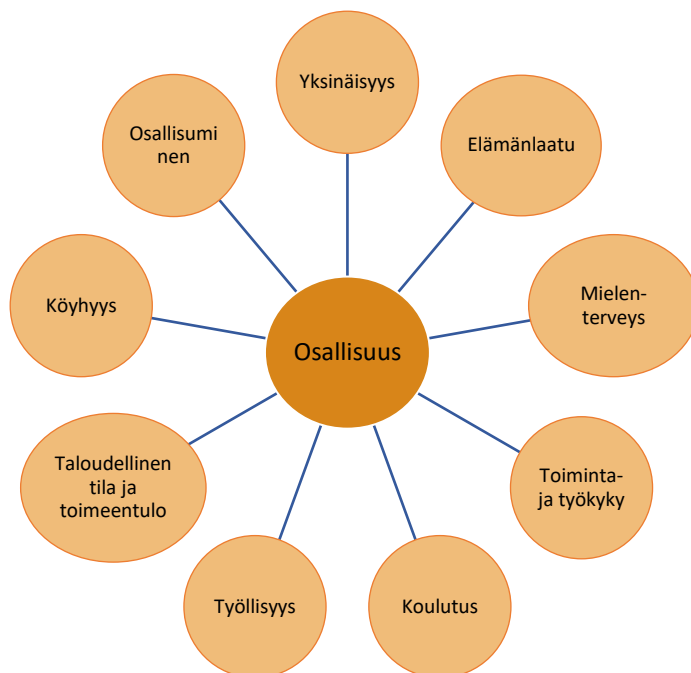 Yksinäisyys
Elämänlaatu
Mielen-
terveys
Toiminta-
ja työkyky
Koulutus
Työllisyys
Taloudellinen
tila ja
toimeentulo
Köyhyys
Osallisumi
nen
Osallisuus